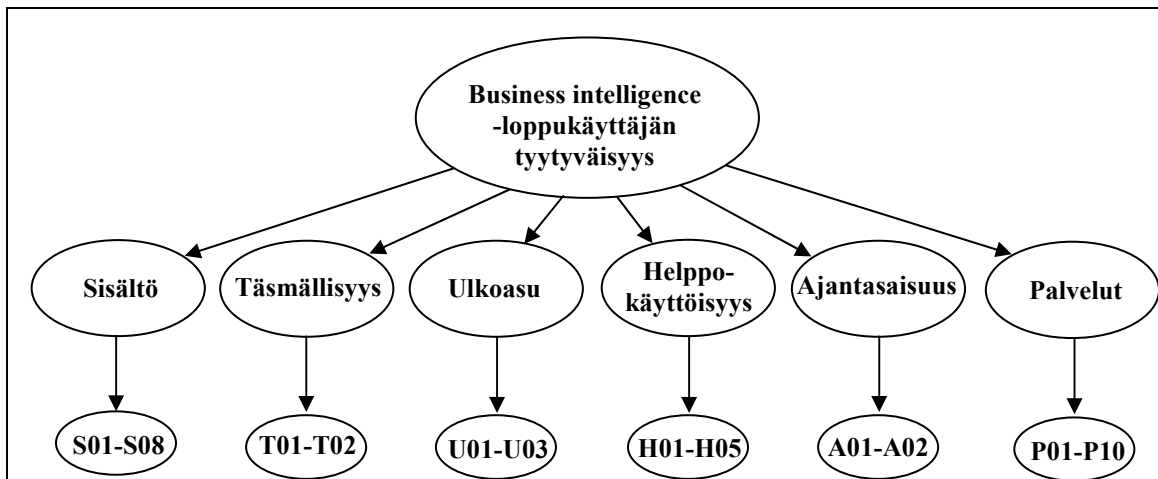 Business intelligence
-loppukäyttäjän
tyytyväisyys
Sisältö
Täsmällisyys
Ulkoasu
Helppo-
käyttöisyys
Ajantasaisuus
Palvelut
S01-S08
T01-T02
U01-U03
H01-H05
A01-A02
P01-P10